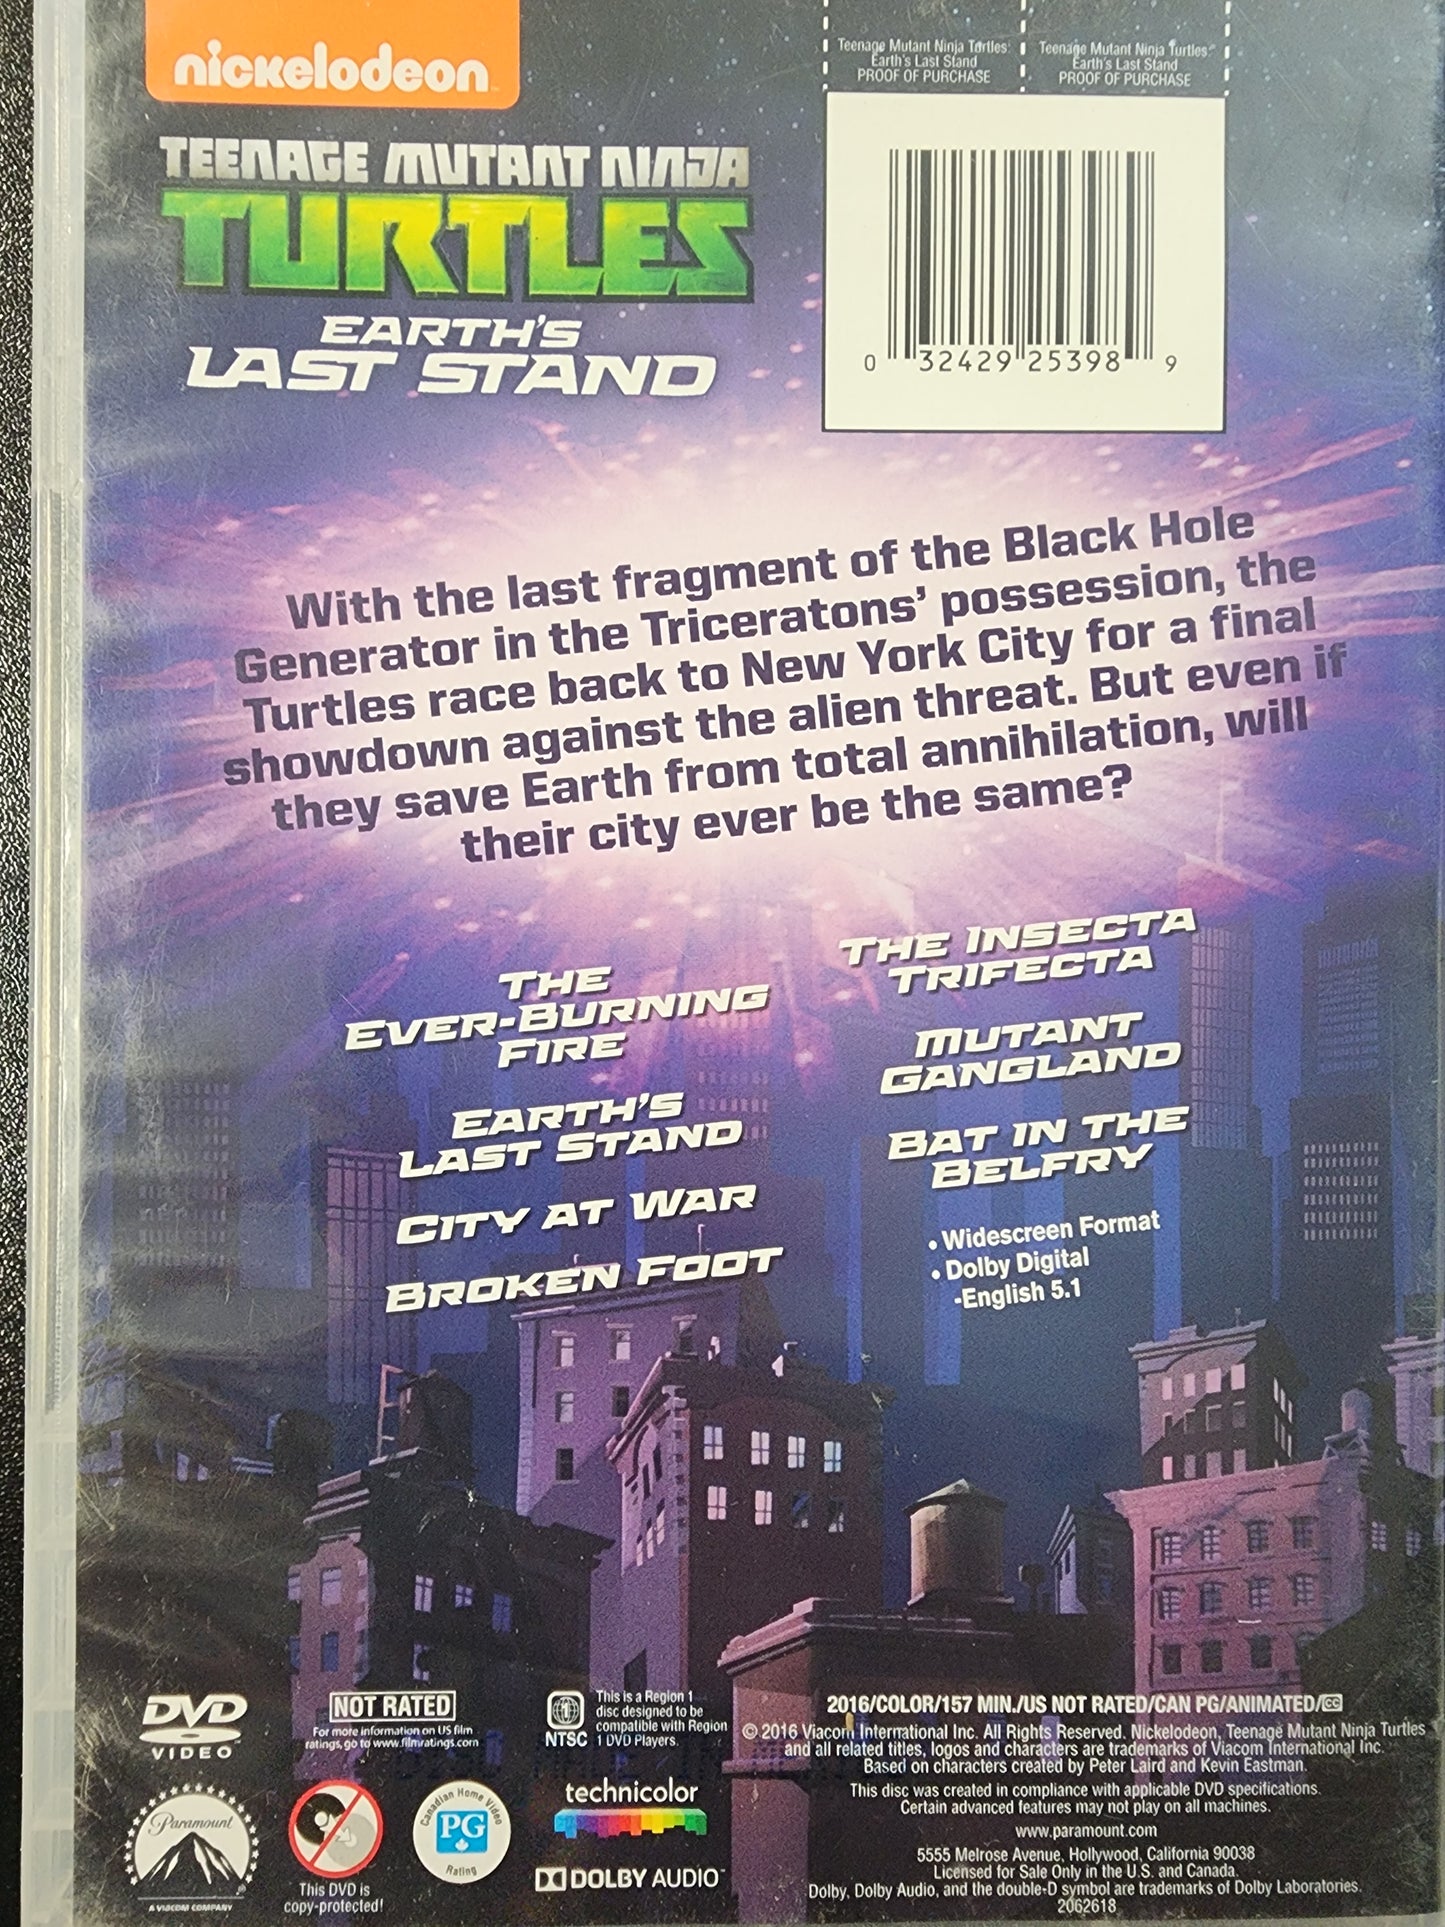 nickelodeon
TEENAGE MUTANT NINJA
TURTLES
EARTH'S
LAST STAND
Teenage Mutant Ninja Turtles:
Earth's Last Stand
PROOF OF PURCHASE
Teenage Mutant Ninja Turtles:
Earth's Last Stand
PROOF OF PURCHASE
0 32429 25398 9
With the last fragment of the Black Hole
Generator in the Triceratons' possession, the
Turtles race back to New York City for a final
showdown against the alien threat. But even if
they save Earth from total annihilation, will
their city ever be the same?
THE
EVER-BURNING
FIRE
EARTH'S
LAST STAND
CITY AT WAR
BROKEN FOOT
THE INSECTA
TRIFECTA
MUTANT
GANGLAND
BAT IN THE
BELFRY
• Widescreen Format
• Dolby Digital
-English 5.1
DVD
VIDEO
NOT RATED
For more information on US film
ratings, go to www.filmratings.com
1
NTSC
This is a Region 1
disc designed to be
compatible with Region
1 DVD Players.
Paramount
A VIACOM COMPANY
This DVD is
copy-protected!
Canadian Home Video
PG
Rating
technicolor
DOLBY AUDIO™
2016/COLOR/157 MIN./US NOT RATED/CAN PG/ANIMATED/CC
© 2016 Viacom International Inc. All Rights Reserved. Nickelodeon, Teenage Mutant Ninja Turtles
and all related titles, logos and characters are trademarks of Viacom International Inc.
Based on characters created by Peter Laird and Kevin Eastman.
This disc was created in compliance with applicable DVD specifications.
Certain advanced features may not play on all machines.
www.paramount.com
5555 Melrose Avenue, Hollywood, California 90038
Licensed for Sale Only in the U.S. and Canada.
Dolby, Dolby Audio, and the double-D symbol are trademarks of Dolby Laboratories.
2062618